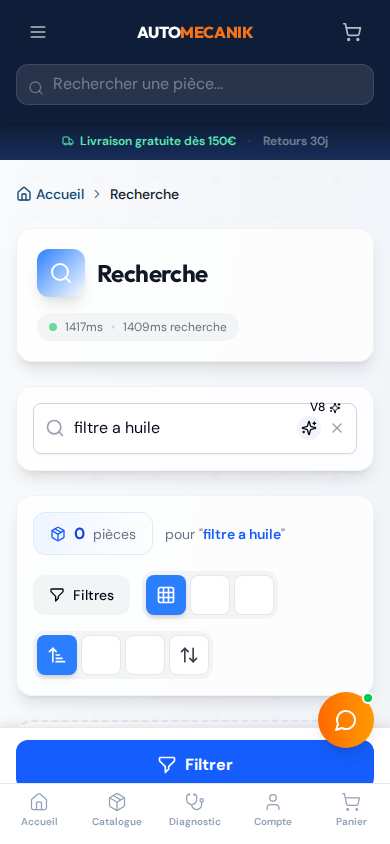 AUTOMECANIK
Rechercher une pièce...
Livraison gratuite dès 150€ · Retours 30j
Accueil > Recherche
Recherche
1417ms • 1409ms recherche
V8
filtre a huile
0 pièces pour "filtre a huile"
Filtres
Filtrer
Accueil Catalogue Diagnostic Compte Panier